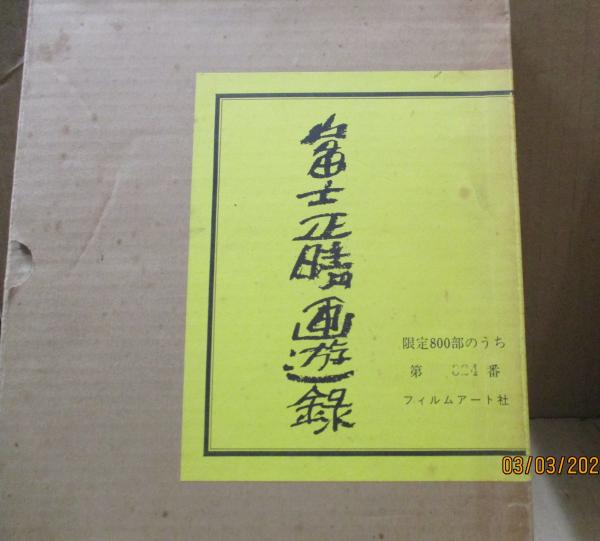 富士正晴画遊録
限定800部のうち
第 024 番
フィルムアート社
03/03/202